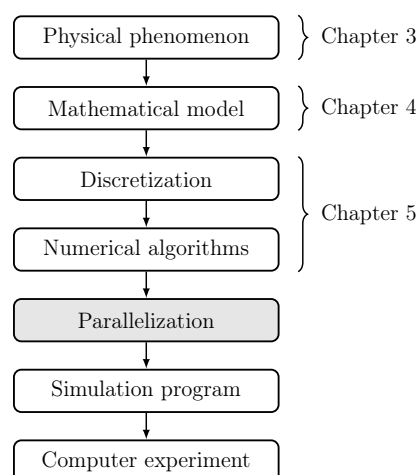 Physical phenomenon
Chapter 3
Mathematical model
Chapter 4
Discretization
Chapter 5
Numerical algorithms
Parallelization
Simulation program
Computer experiment